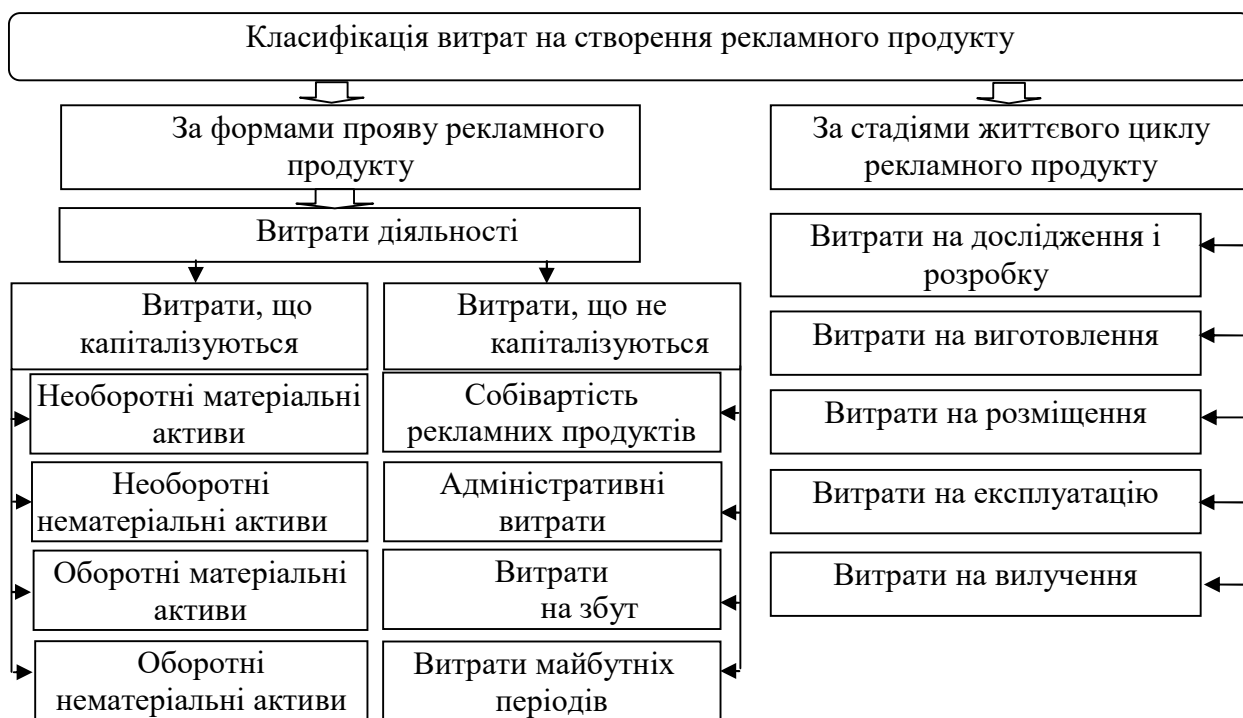 Класифікація витрат на створення рекламного продукту
За формами прояву рекламного
продукту
За стадіями життєвого циклу
рекламного продукту
Витрати діяльності
Витрати, що
капіталізуються
Витрати, що не
капіталізуються
Необоротні матеріальні
активи
Необоротні
нематеріальні активи
Оборотні матеріальні
активи
Оборотні
нематеріальні активи
Собівартість
рекламних продуктів
Адміністративні
витрати
Витрати
на збут
Витрати майбутніх
періодів
Витрати на дослідження і
розробку
Витрати на виготовлення
Витрати на розміщення
Витрати на експлуатацію
Витрати на вилучення